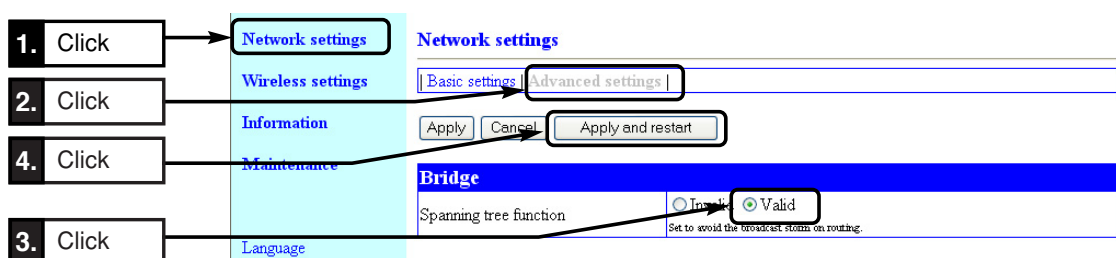 1. Click
2. Click
4. Click
3. Click
Network settings
Wireless settings
Information
Maintenance
Language
Network settings
| Basic settings | Advanced settings |
Apply Cancel Apply and restart
Bridge
Spanning tree function
Invalid Valid
Set to avoid the broadcast storm on routing.